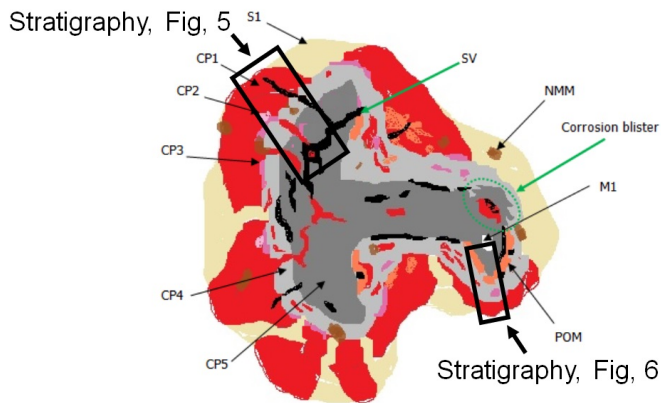 Stratigraphy, Fig, 5
S1
CP1
SV
CP2
NMM
Corrosion blister
CP3
M1
CP4
POM
CP5
Stratigraphy, Fig, 6